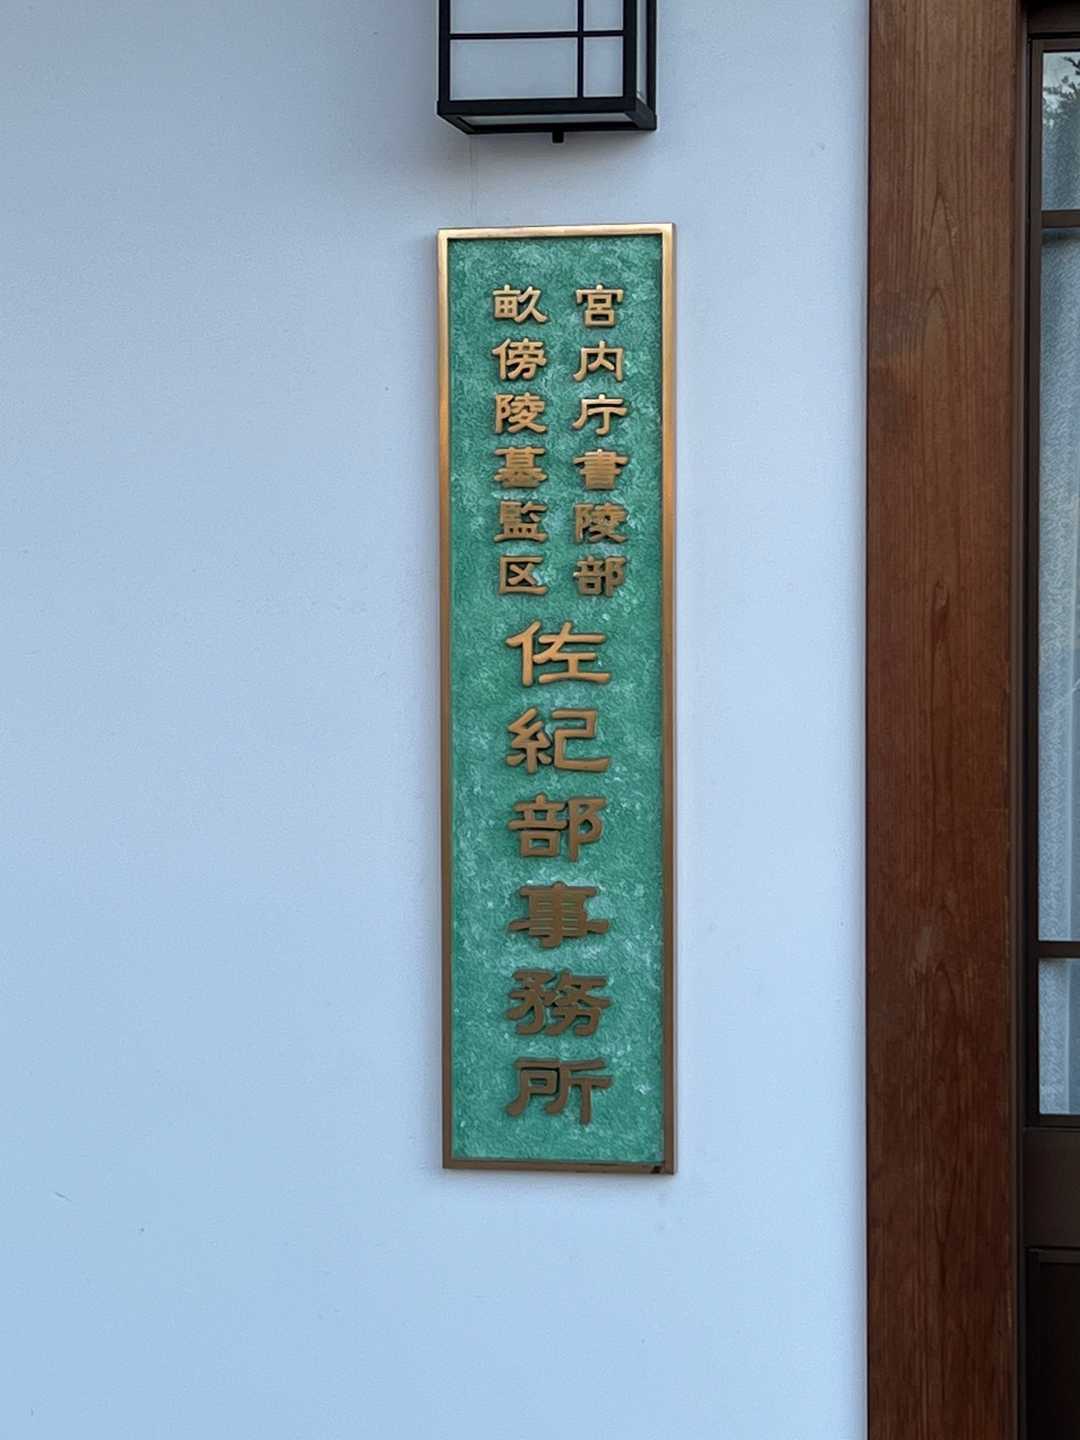 宮内庁書陵部
畝傍陵墓監区
佐紀部事務所